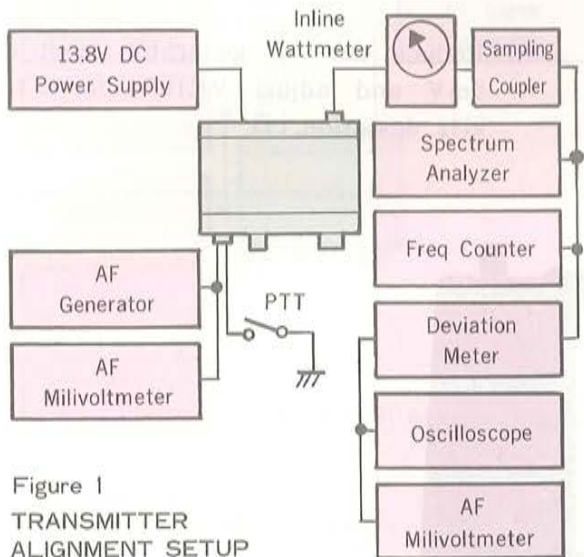 13.8V DC
Power Supply
Inline
Wattmeter
Sampling
Coupler
Spectrum
Analyzer
Freq Counter
Deviation
Meter
Oscilloscope
AF
Milivoltmeter
AF
Generator
AF
Milivoltmeter
PTT
Figure 1
TRANSMITTER
ALIGNMENT SETUP